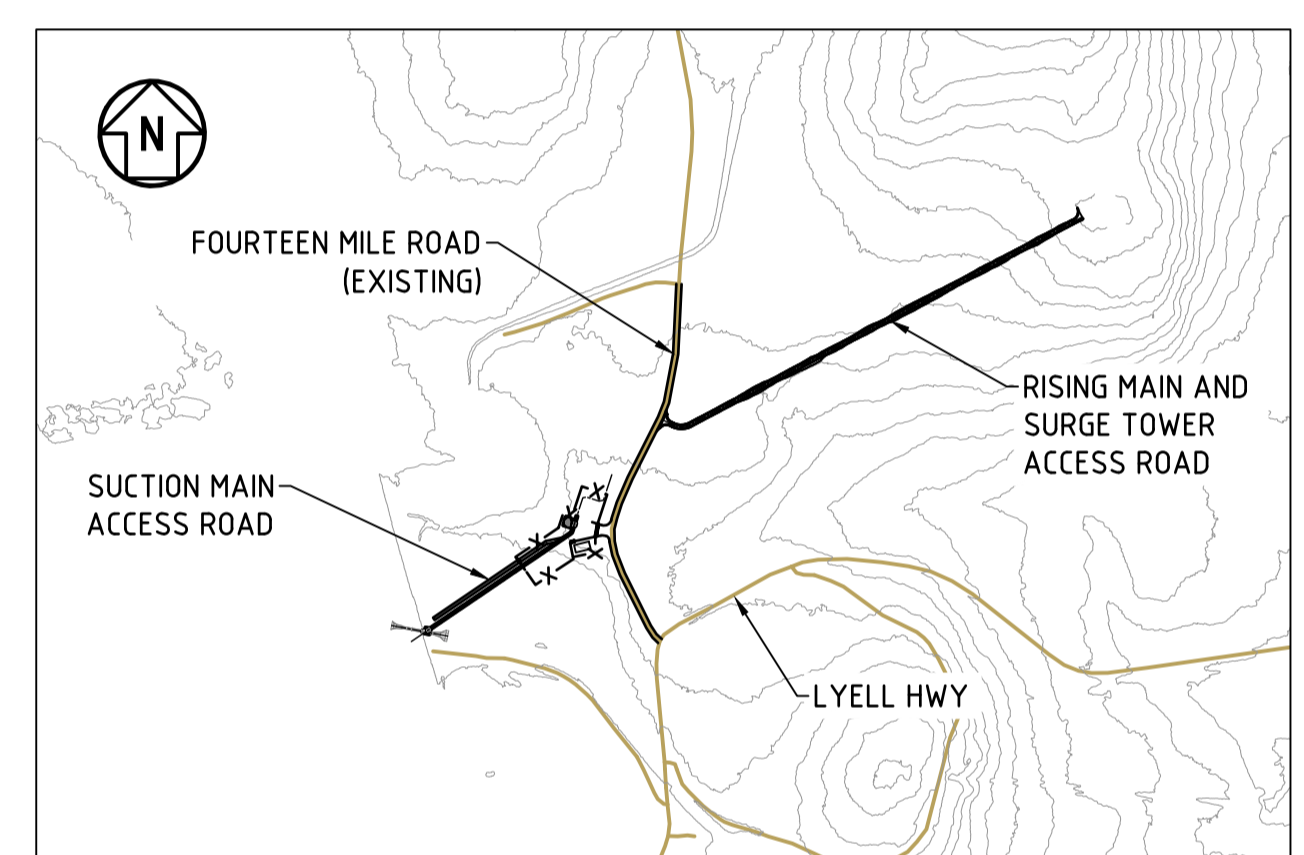 N
FOURTEEN MILE ROAD
(EXISTING)
RISING MAIN AND
SURGE TOWER
ACCESS ROAD
SUCTION MAIN
ACCESS ROAD
X
X
X
X
X
LYELL HWY